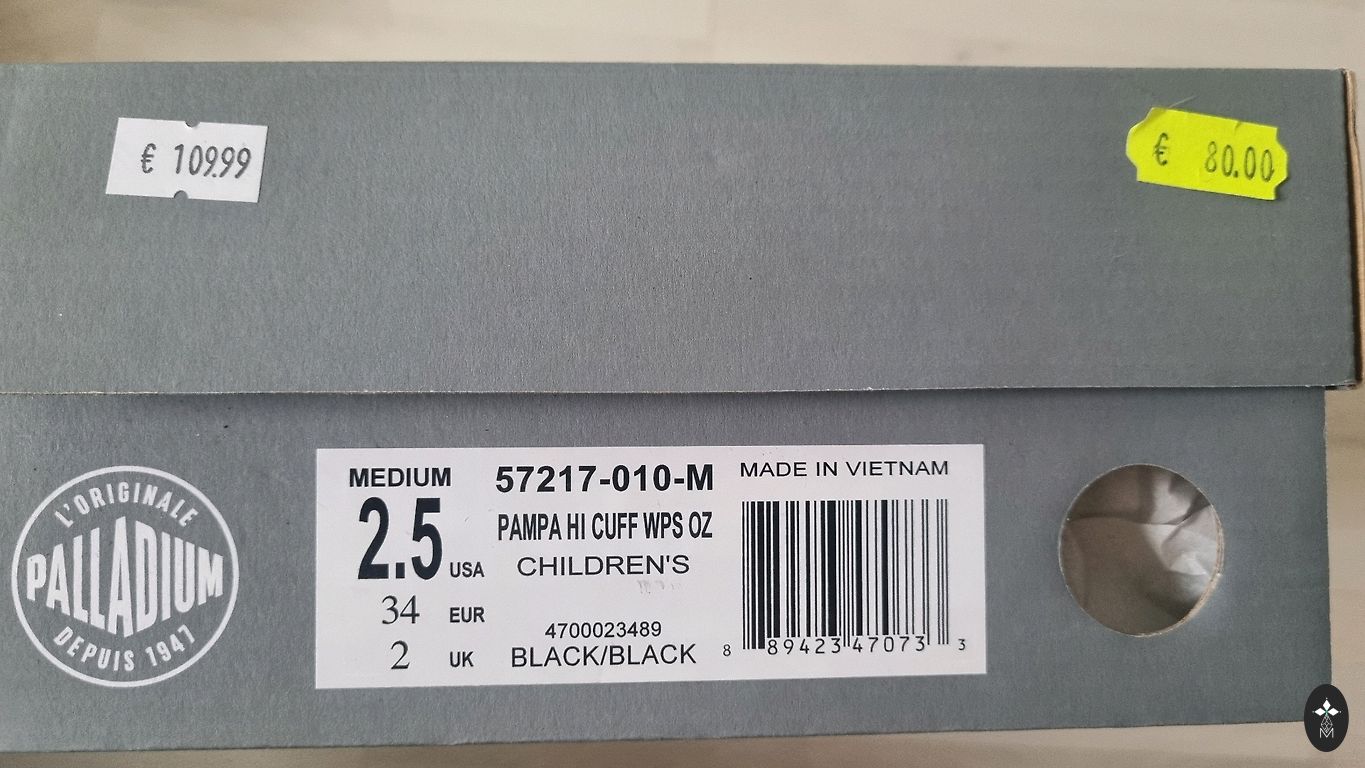 € 109.99
€ 80.00
L'ORIGINALE
PALLADIUM
DEPUIS 1947
MEDIUM
2.5 USA
34 EUR
2 UK
57217-010-M
PAMPA HI CUFF WPS OZ
CHILDREN'S
4700023489
BLACK/BLACK
MADE IN VIETNAM
8 89423 47073 3
M